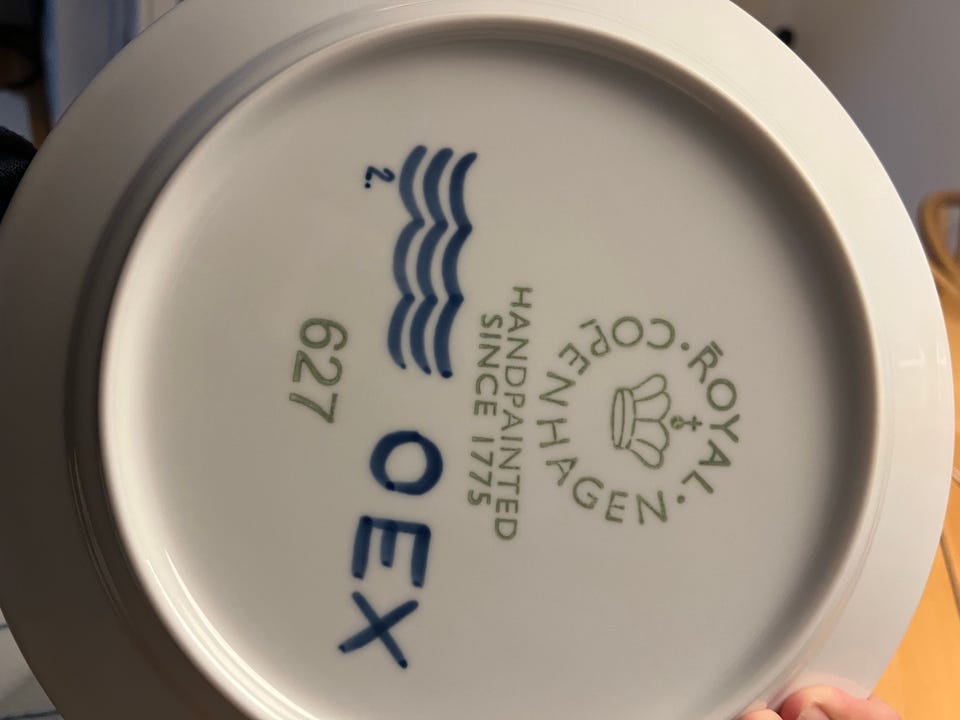 ROYAL · COPENHAGEN ·
HANDPAINTED
SINCE 1775
OEX
2.
627